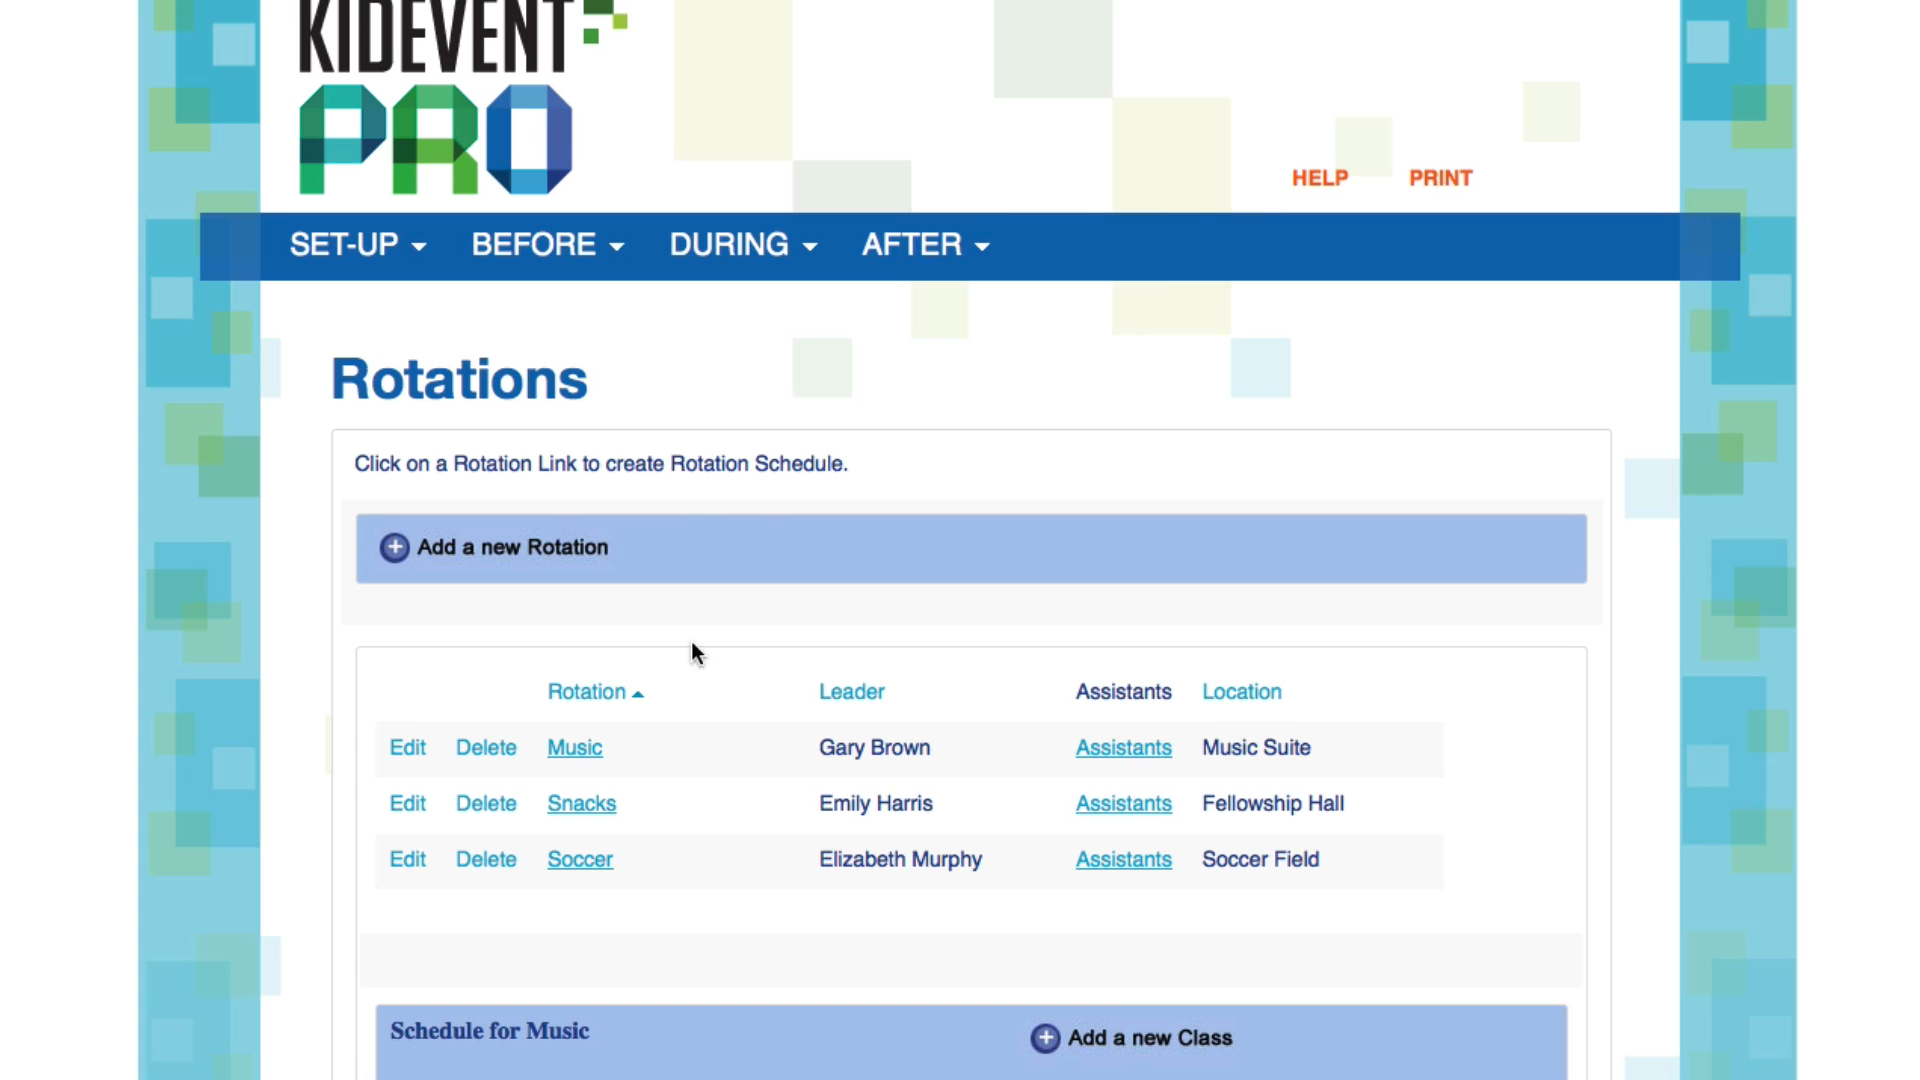 KIDEVENT
PRO
HELP PRINT
SET-UP BEFORE DURING AFTER
Rotations
Click on a Rotation Link to create Rotation Schedule.
Add a new Rotation
Rotation Leader Assistants Location
Edit Delete Music Gary Brown Assistants Music Suite
Edit Delete Snacks Emily Harris Assistants Fellowship Hall
Edit Delete Soccer Elizabeth Murphy Assistants Soccer Field
Schedule for Music Add a new Class